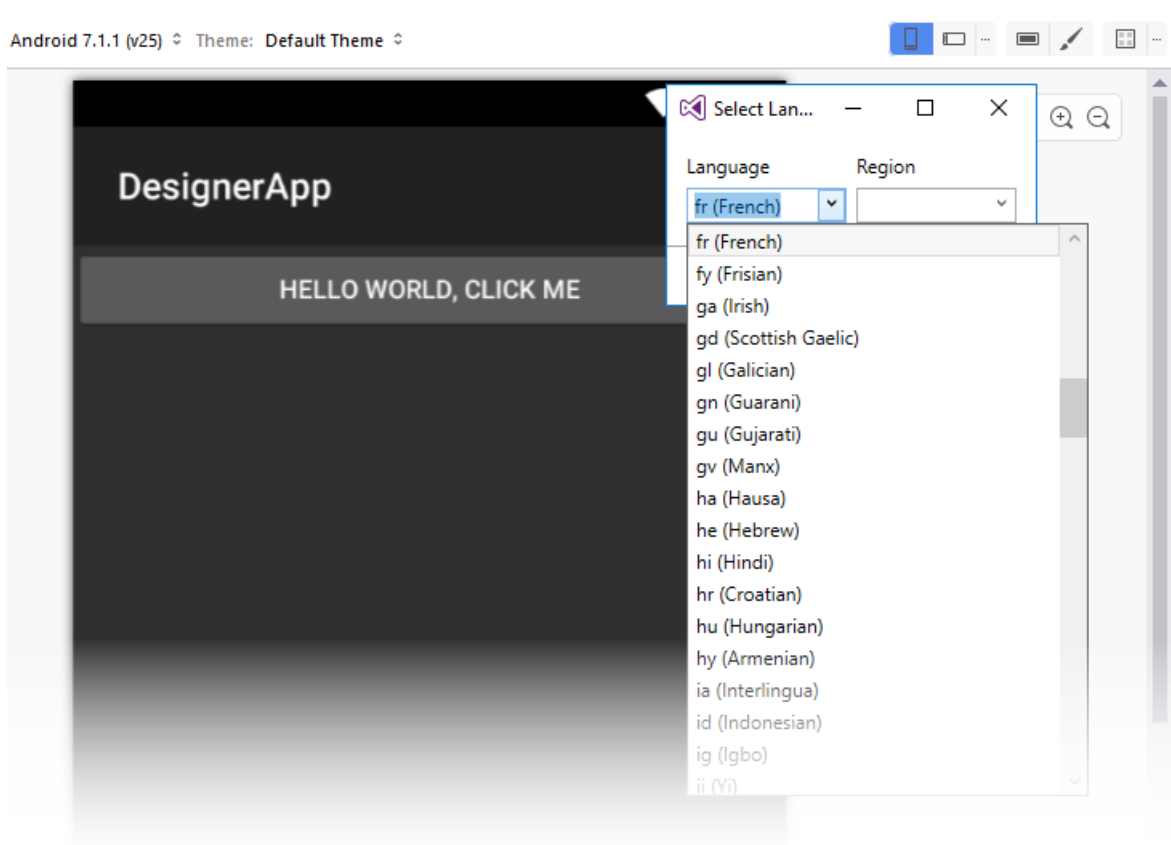 Android 7.1.1 (v25) Theme: Default Theme
Select Lan...
Language Region
DesignerApp
fr (French)
fr (French)
fy (Frisian)
HELLO WORLD, CLICK ME
ga (Irish)
gd (Scottish Gaelic)
gl (Galician)
gn (Guarani)
gu (Gujarati)
gv (Manx)
ha (Hausa)
he (Hebrew)
hi (Hindi)
hr (Croatian)
hu (Hungarian)
hy (Armenian)
ia (Interlingua)
id (Indonesian)
ig (Igbo)
ii (Yi)